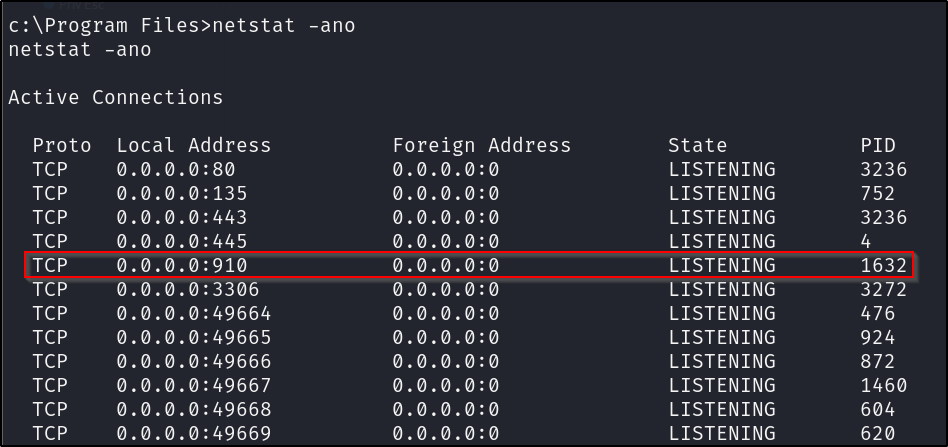 c:\Program Files>netstat -ano
netstat -ano
Active Connections
Proto Local Address Foreign Address State PID
TCP 0.0.0.0:80 0.0.0.0:0 LISTENING 3236
TCP 0.0.0.0:135 0.0.0.0:0 LISTENING 752
TCP 0.0.0.0:443 0.0.0.0:0 LISTENING 3236
TCP 0.0.0.0:445 0.0.0.0:0 LISTENING 4
TCP 0.0.0.0:910 0.0.0.0:0 LISTENING 1632
TCP 0.0.0.0:3306 0.0.0.0:0 LISTENING 3272
TCP 0.0.0.0:49664 0.0.0.0:0 LISTENING 476
TCP 0.0.0.0:49665 0.0.0.0:0 LISTENING 924
TCP 0.0.0.0:49666 0.0.0.0:0 LISTENING 872
TCP 0.0.0.0:49667 0.0.0.0:0 LISTENING 1460
TCP 0.0.0.0:49668 0.0.0.0:0 LISTENING 604
TCP 0.0.0.0:49669 0.0.0.0:0 LISTENING 620